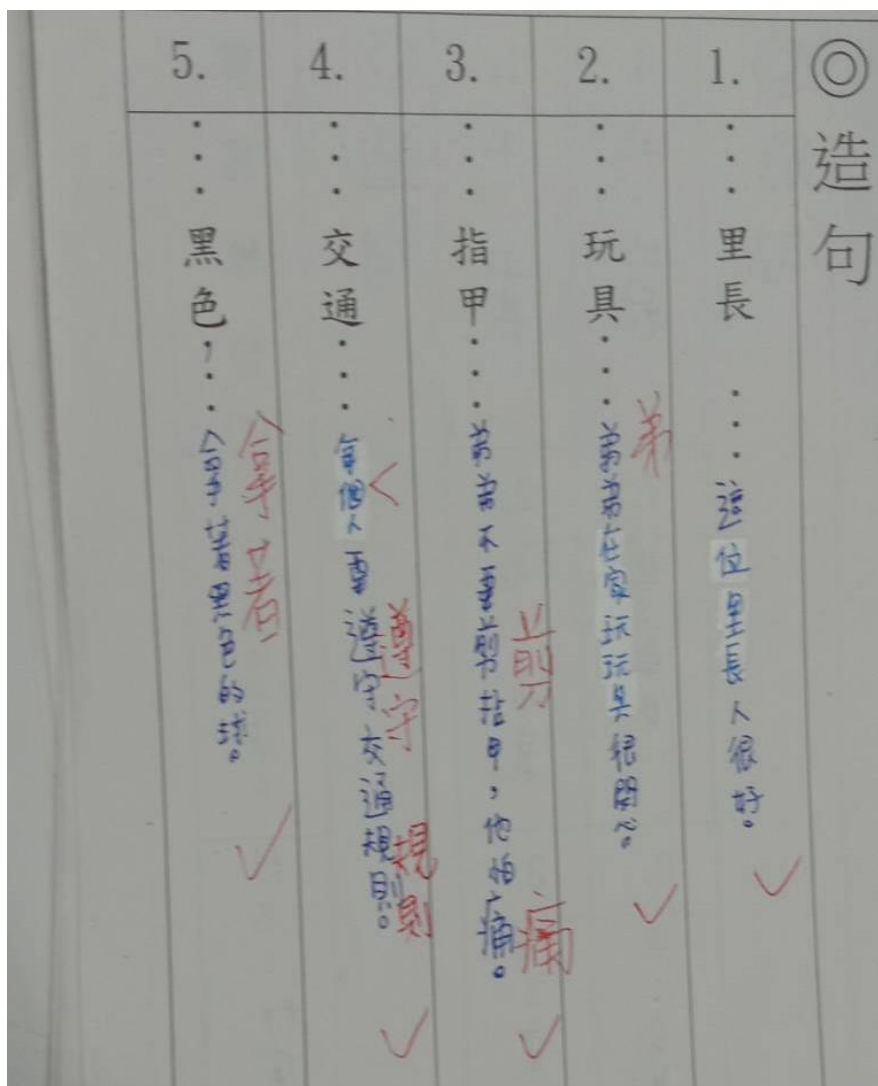 ◎造句
1.···里長···這位里長人很好。
2.···玩具···弟弟在家玩玩具很開心。
弟
3.···指甲···弟弟不要剪指甲，他怕痛。
剪
痛
4.···交通···每個人要遵守交通規則。
遵守
規則
5.···黑色···拿著黑色的球。
拿著